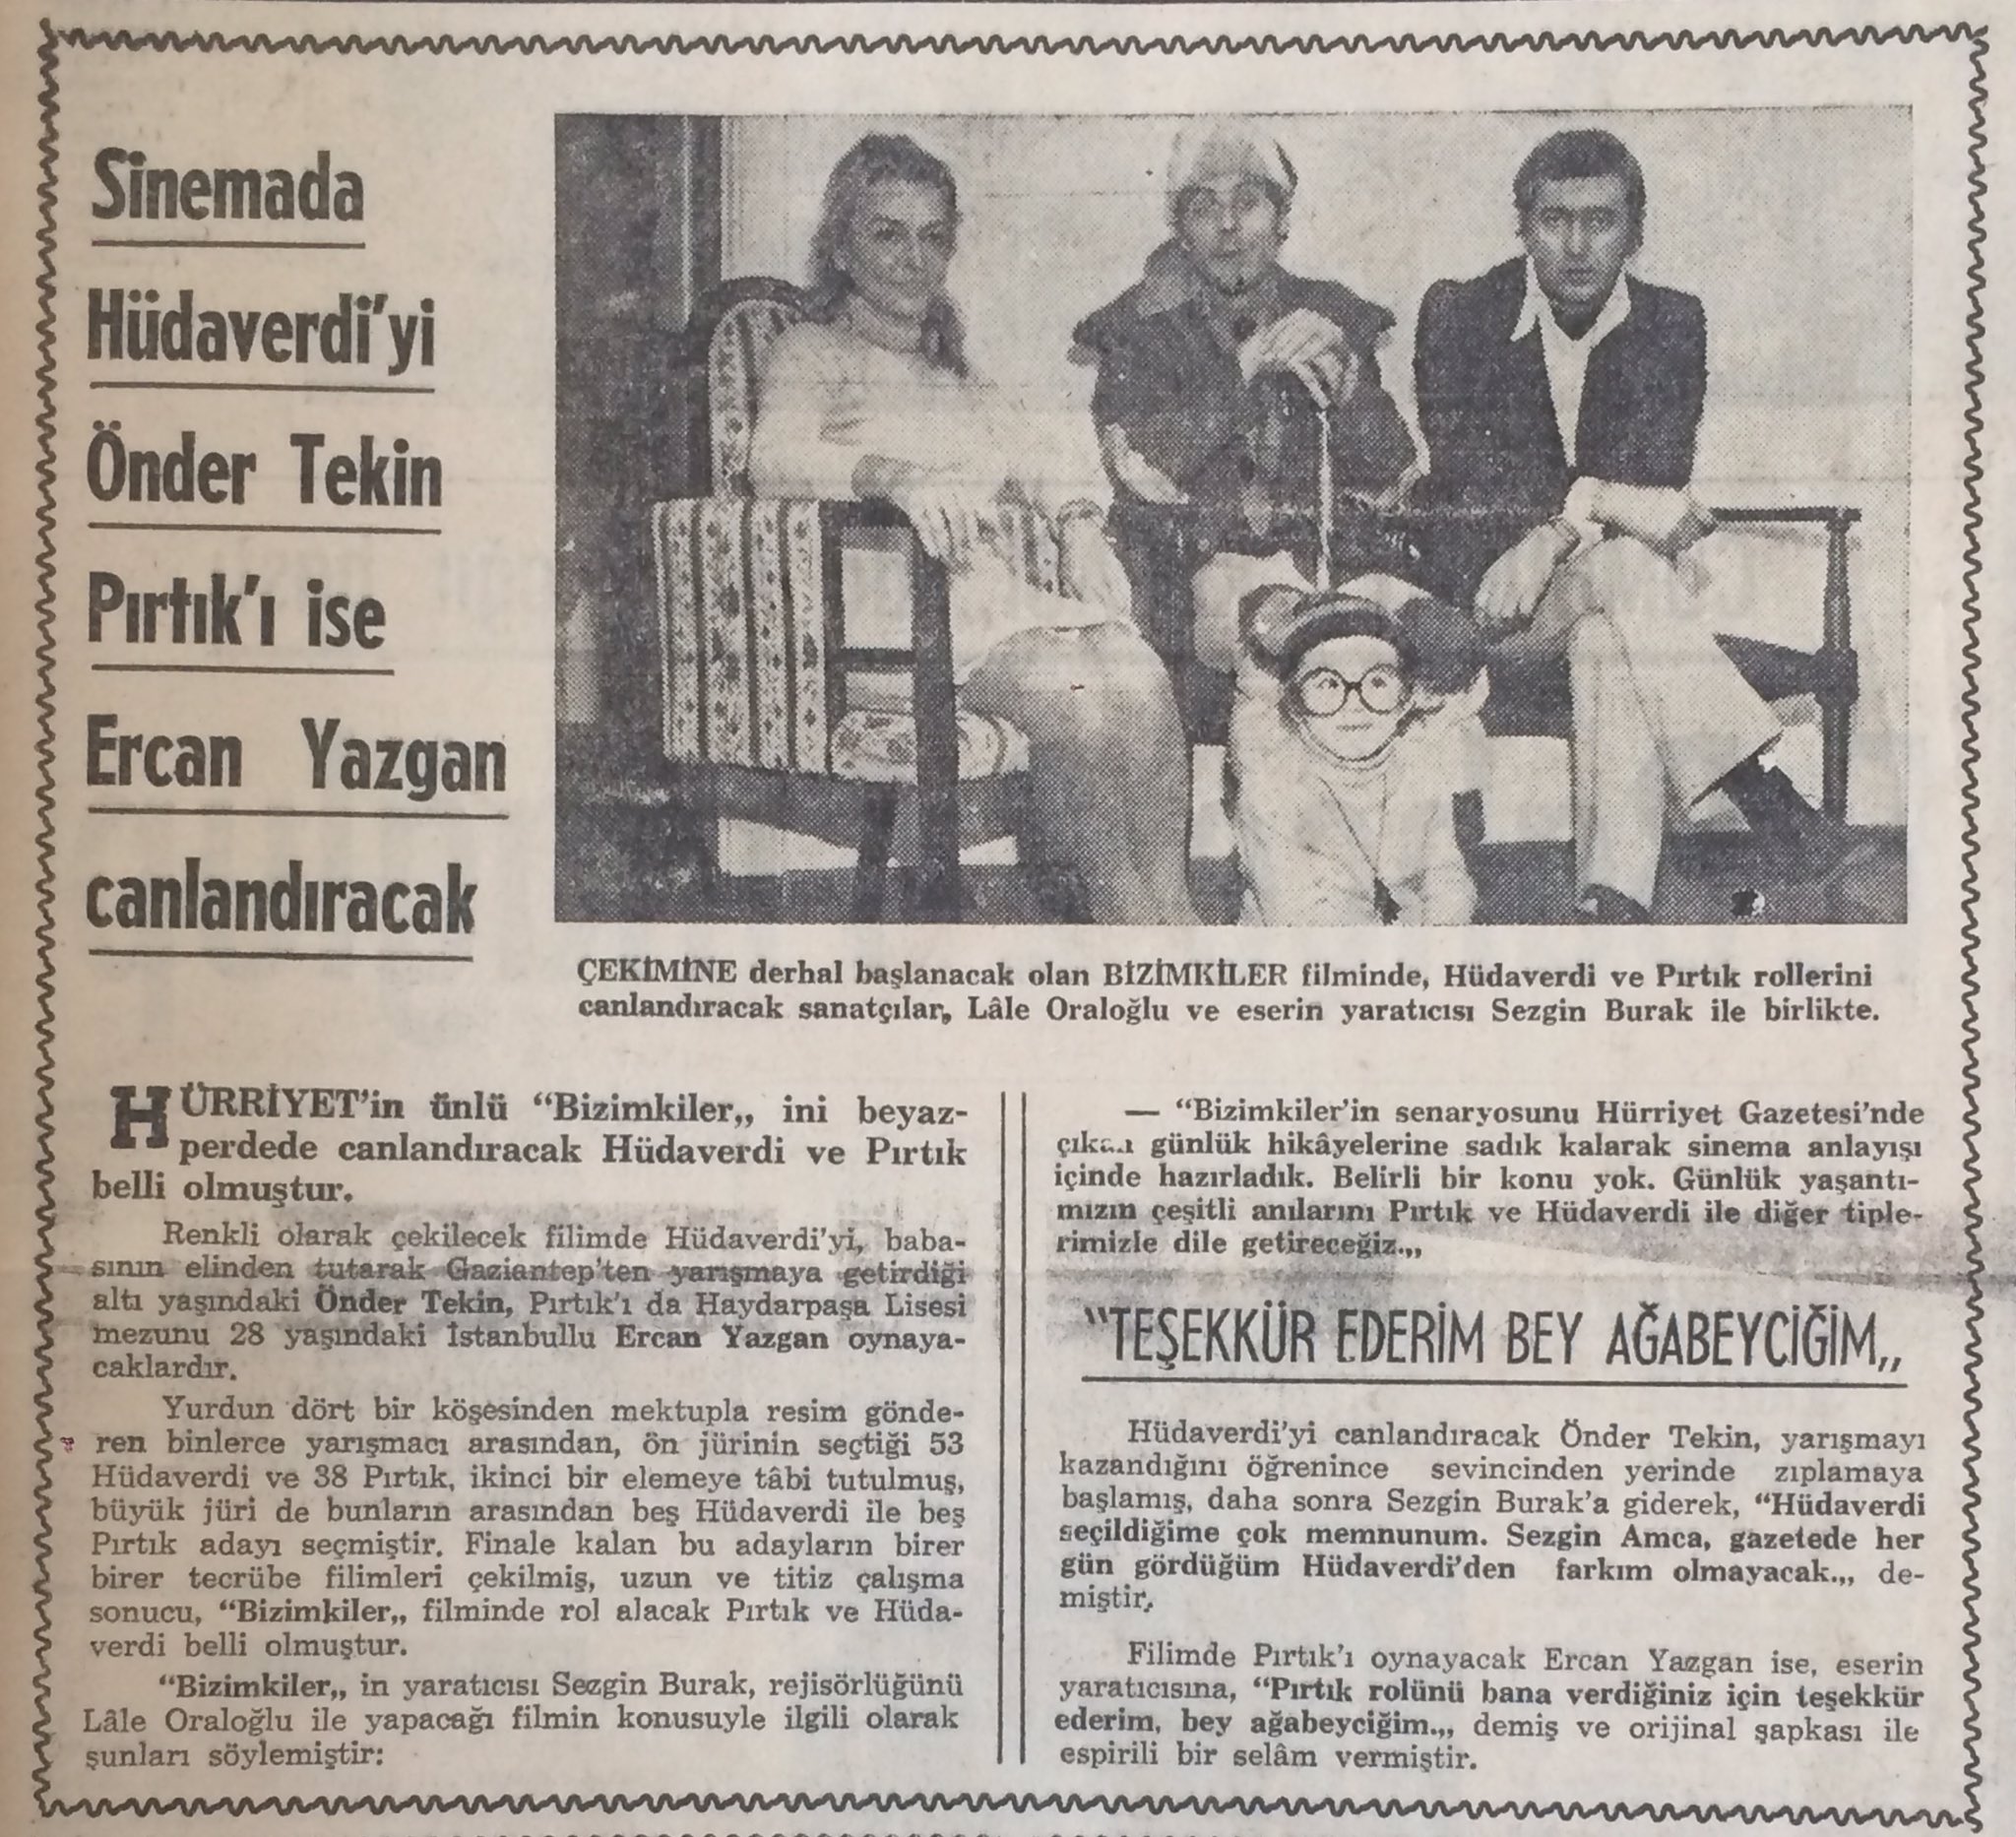 Sinemada
Hüdaverdi'yi
Önder Tekin
Pırtık'ı ise
Ercan Yazgan
canlandıracak
ÇEKİMİNE derhal başlanacak olan BİZİMKİLER filminde, Hüdaverdi ve Pırtık rollerini
canlandıracak sanatçılar, Lâle Oraloğlu ve eserin yaratıcısı Sezgin Burak ile birlikte.
HÜRRİYET'in ünlü “Bizimkiler„ ini beyaz-
perdede canlandıracak Hüdaverdi ve Pırtık
belli olmuştur.
Renkli olarak çekilecek filimde Hüdaverdi'yi, baba-
sının elinden tutarak Gaziantep'ten yarışmaya getirdiği
altı yaşındaki Önder Tekin, Pırtık'ı da Haydarpaşa Lisesi
mezunu 28 yaşındaki İstanbullu Ercan Yazgan oynaya-
caklardır.
Yurdun dört bir köşesinden mektupla resim gönde-
ren binlerce yarışmacı arasından, ön jürinin seçtiği 53
Hüdaverdi ve 38 Pırtık, ikinci bir elemeye tâbi tutulmuş,
büyük jüri de bunların arasından beş Hüdaverdi ile beş
Pırtık adayı seçmiştir. Finale kalan bu adayların birer
birer tecrübe filimleri çekilmiş, uzun ve titiz çalışma
sonucu, “Bizimkiler„ filminde rol alacak Pırtık ve Hüda-
verdi belli olmuştur.
“Bizimkiler„ in yaratıcısı Sezgin Burak, rejisörlüğünü
Lâle Oraloğlu ile yapacağı filmin konusuyle ilgili olarak
şunları söylemiştir:
— “Bizimkiler'in senaryosunu Hürriyet Gazetesi'nde
çıkan günlük hikâyelerine sadık kalarak sinema anlayışı
içinde hazırladık. Belirli bir konu yok. Günlük yaşantı-
mızın çeşitli anılarını Pırtık ve Hüdaverdi ile diğer tiple-
rimizle dile getireceğiz.„
“TEŞEKKÜR EDERİM BEY AĞABEYCİĞİM„
Hüdaverdi'yi canlandıracak Önder Tekin, yarışmayı
kazandığını öğrenince sevincinden yerinde zıplamaya
başlamış, daha sonra Sezgin Burak'a giderek, “Hüdaverdi
seçildiğime çok memnunum. Sezgin Amca, gazetede her
gün gördüğüm Hüdaverdi'den farkım olmayacak.„ de-
miştir.
Filimde Pırtık'ı oynayacak Ercan Yazgan ise, eserin
yaratıcısına, “Pırtık rolünü bana verdiğiniz için teşekkür
ederim, bey ağabeyciğim.„ demiş ve orijinal şapkası ile
espirili bir selâm vermiştir.